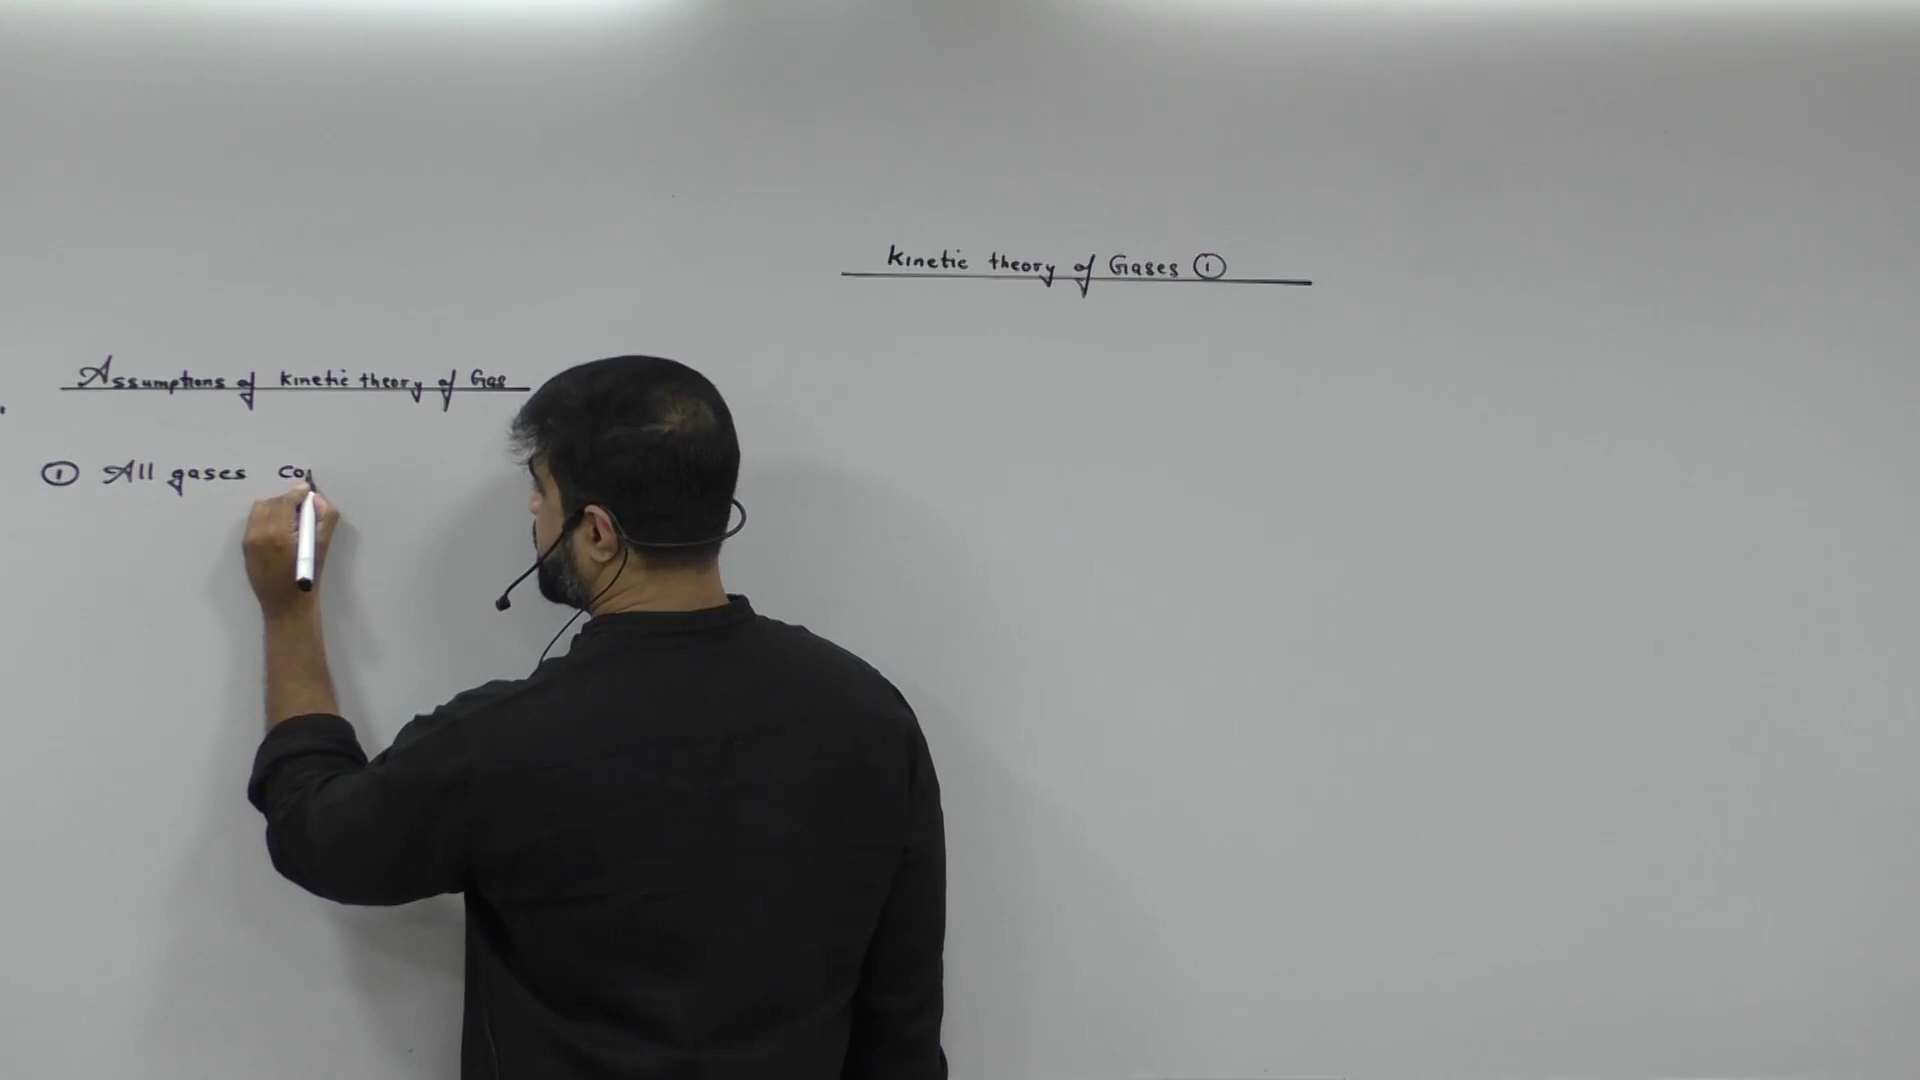 Kinetic theory of Gases ①
Assumptions of kinetic theory of Gas
① All gases co